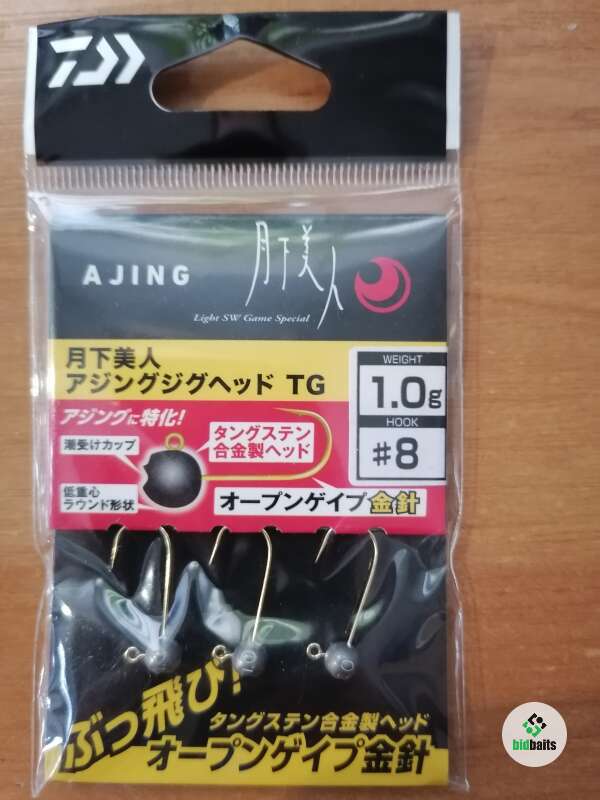 AJING
月下美人
Light SW Game Special
月下美人
アジングジグヘッド TG
WEIGHT
1.0g
HOOK
#8
アジングに特化!
潮受けカップ
タングステン
合金製ヘッド
低重心
ラウンド形状
オープンゲイプ金針
ぶっ飛び!
タングステン合金製ヘッド
オープンゲイプ金針
bidbaits